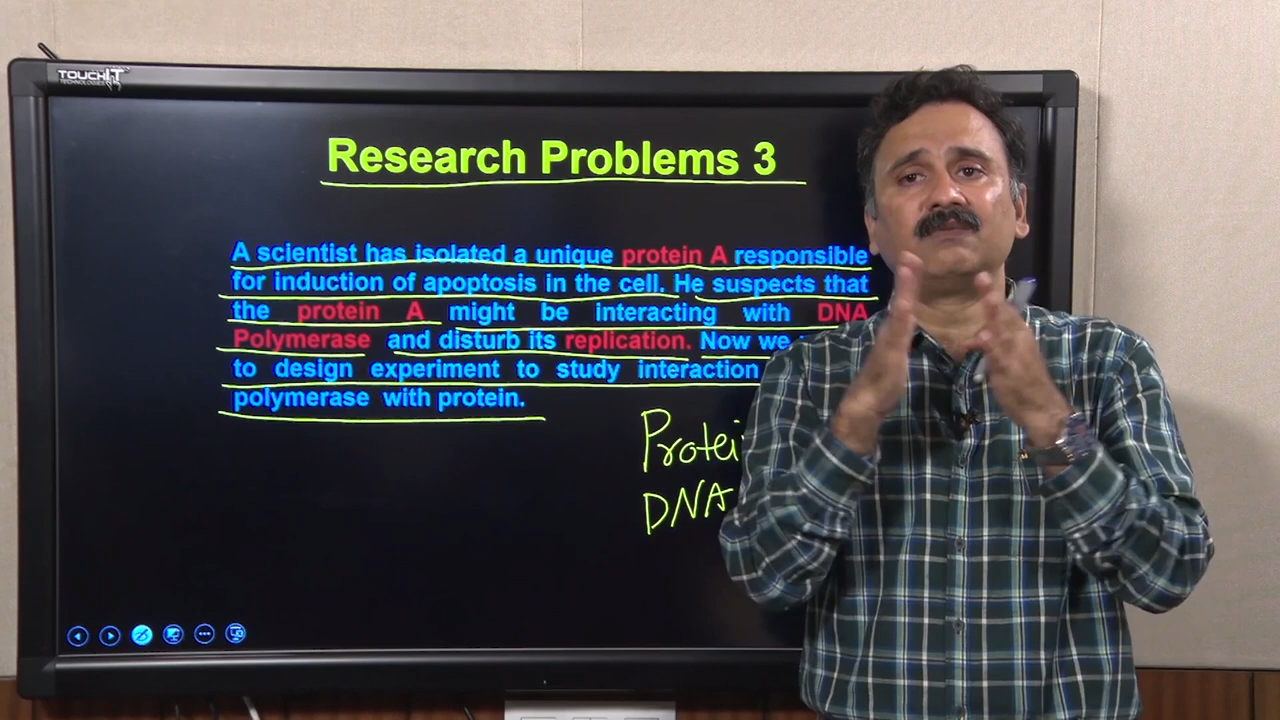 TOUCHIT
TECHNOLOGIES
Research Problems 3
A scientist has isolated a unique protein A responsible
for induction of apoptosis in the cell. He suspects that
the protein A might be interacting with DNA
Polymerase and disturb its replication. Now we
to design experiment to study interaction
polymerase with protein.
Protei
DNA